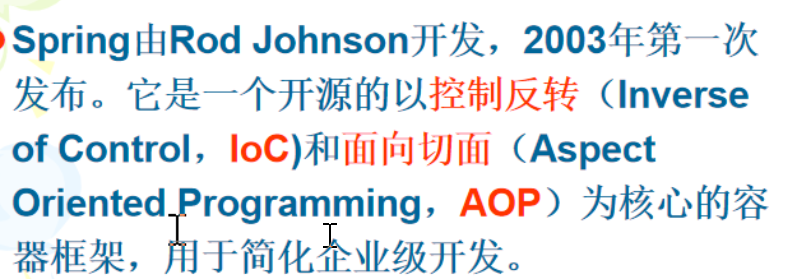 Spring由Rod Johnson开发，2003年第一次
发布。它是一个开源的以控制反转（Inverse
of Control，IoC)和面向切面（Aspect
Oriented Programming，AOP）为核心的容
器框架，用于简化企业级开发。